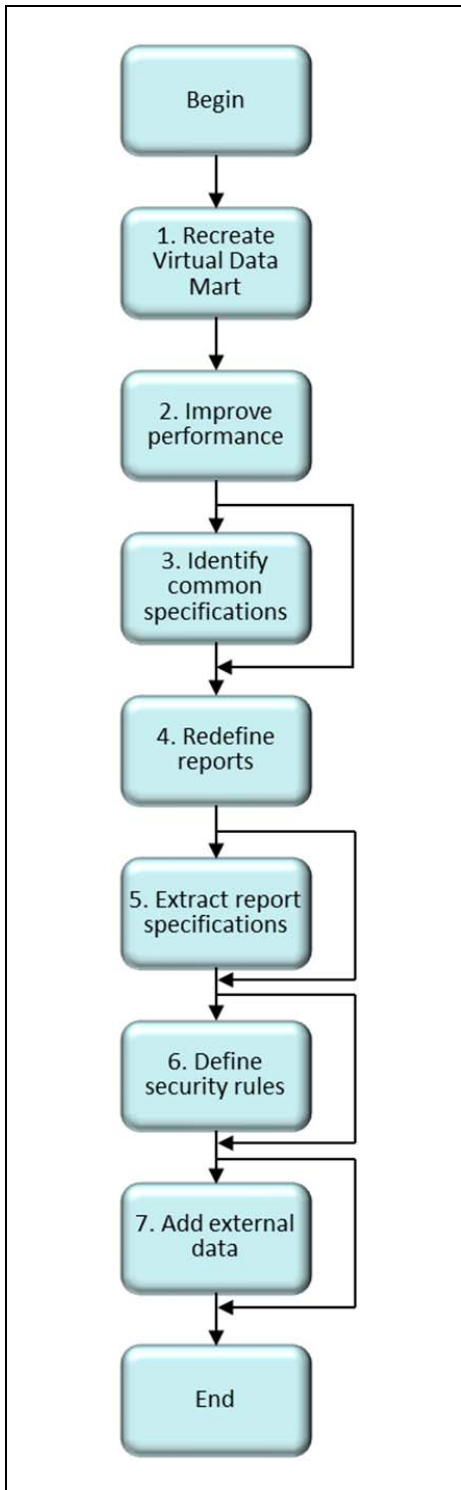 Begin
1. Recreate
Virtual Data
Mart
2. Improve
performance
3. Identify
common
specifications
4. Redefine
reports
5. Extract report
specifications
6. Define
security rules
7. Add external
data
End